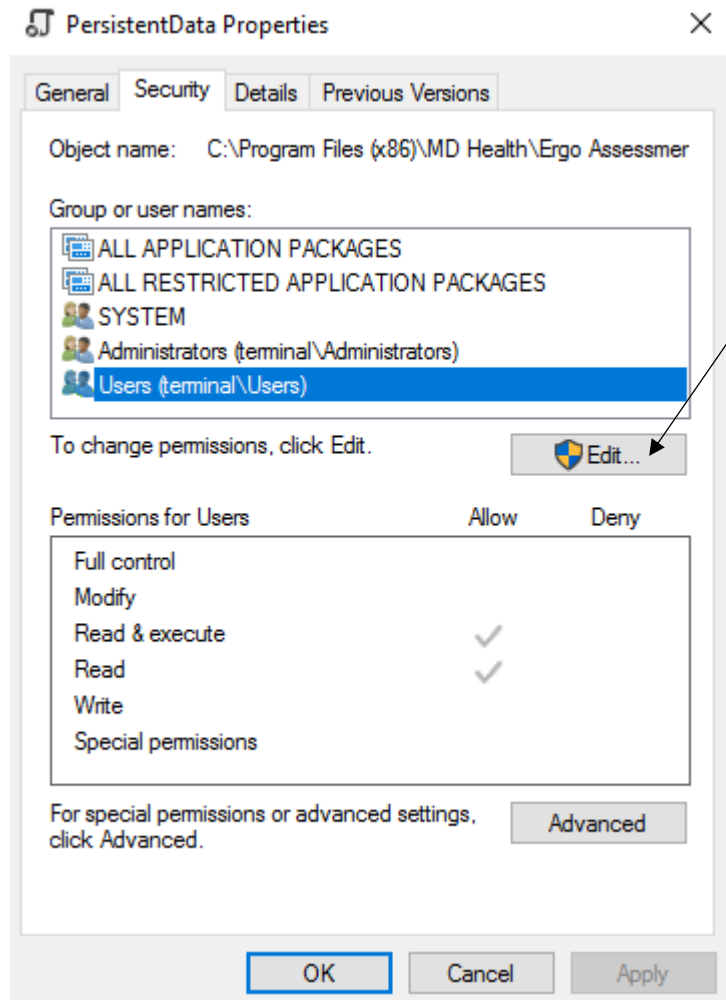 PersistentData Properties
General Security Details Previous Versions
Object name: C:\Program Files (x86)\MD Health\Ergo Assessmer
Group or user names:
ALL APPLICATION PACKAGES
ALL RESTRICTED APPLICATION PACKAGES
SYSTEM
Administrators (terminal\Administrators)
Users (terminal\Users)
To change permissions, click Edit.
Edit...
Permissions for Users Allow Deny
Full control
Modify
Read & execute
Read
Write
Special permissions
For special permissions or advanced settings,
click Advanced.
Advanced
OK Cancel Apply